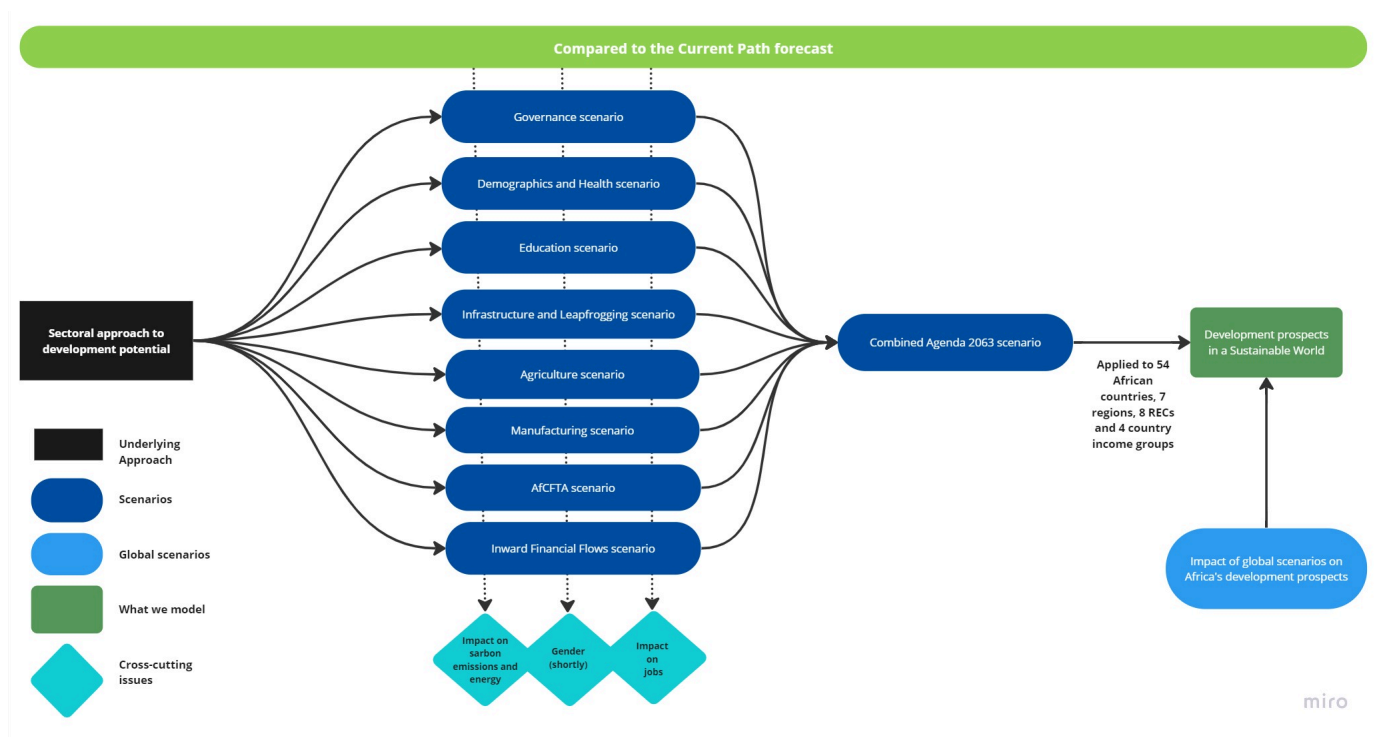 Compared to the Current Path forecast
Governance scenario
Demographics and Health scenario
Education scenario
Infrastructure and Leapfrogging scenario
Agriculture scenario
Manufacturing scenario
AfCFTA scenario
Inward Financial Flows scenario
Sectoral approach to
development potential
Combined Agenda 2063 scenario
Applied to 54
African
countries, 7
regions, 8 RECs
and 4 country
income groups
Development prospects
in a Sustainable World
Impact of global scenarios on
Africa's development prospects
Underlying
Approach
Scenarios
Global scenarios
What we model
Cross-cutting
issues
Impact on
sarbon
emissions and
energy
Gender
(shortly)
Impact
on
jobs
miro